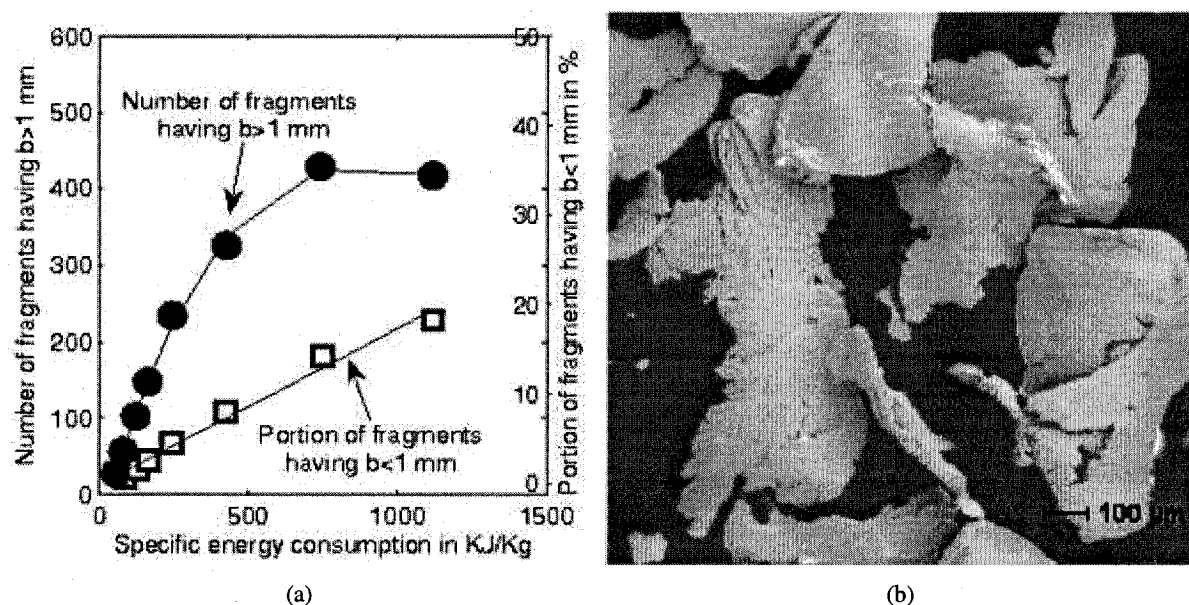 Number of fragments having b>1 mm
600
500
400
300
200
100
0
Number of fragments
having b>1 mm
Portion of fragments
having b<1 mm
50
40
30
20
10
0
Portion of fragments having b<1 mm in %
0
500
1000
1500
Specific energy consumption in KJ/Kg
100 µm
(a)
(b)